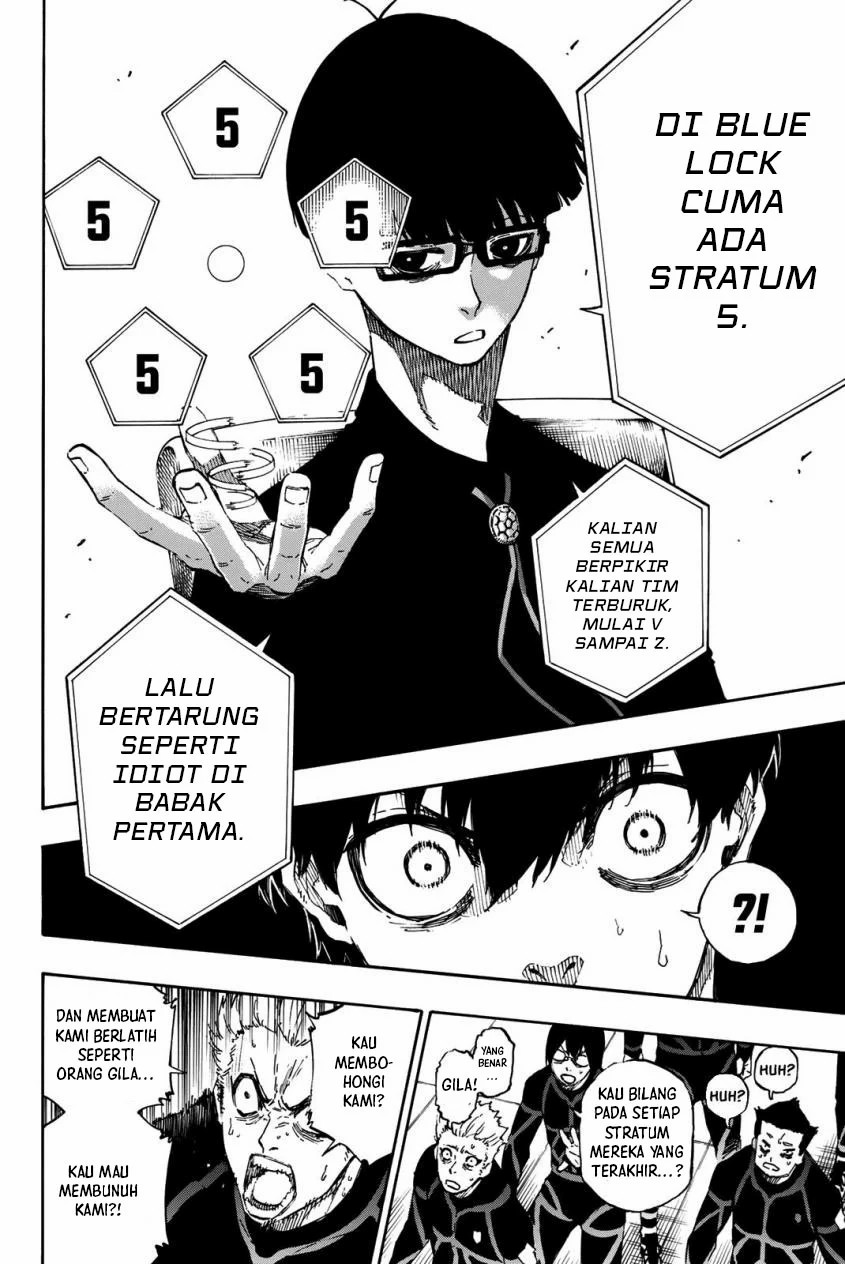 DI BLUE
LOCK
CUMA
ADA
STRATUM
5.
5
5
5
5
5
KALIAN
SEMUA
BERPIKIR
KALIAN TIM
TERBURUK,
MULAI V
SAMPAI Z.
LALU
BERTARUNG
SEPERTI
IDIOT DI
BABAK
PERTAMA.
?!
HUH?
HUH?
KAU BILANG
PADA SETIAP
STRATUM
MEREKA YANG
TERAKHIR...?
YANG
BENAR
...
GILA!
KAU
MEMBO-
HONGI
KAMI?
DAN MEMBUAT
KAMI BERLATIH
SEPERTI
ORANG GILA...
KAU MAU
MEMBUNUH
KAMI?!